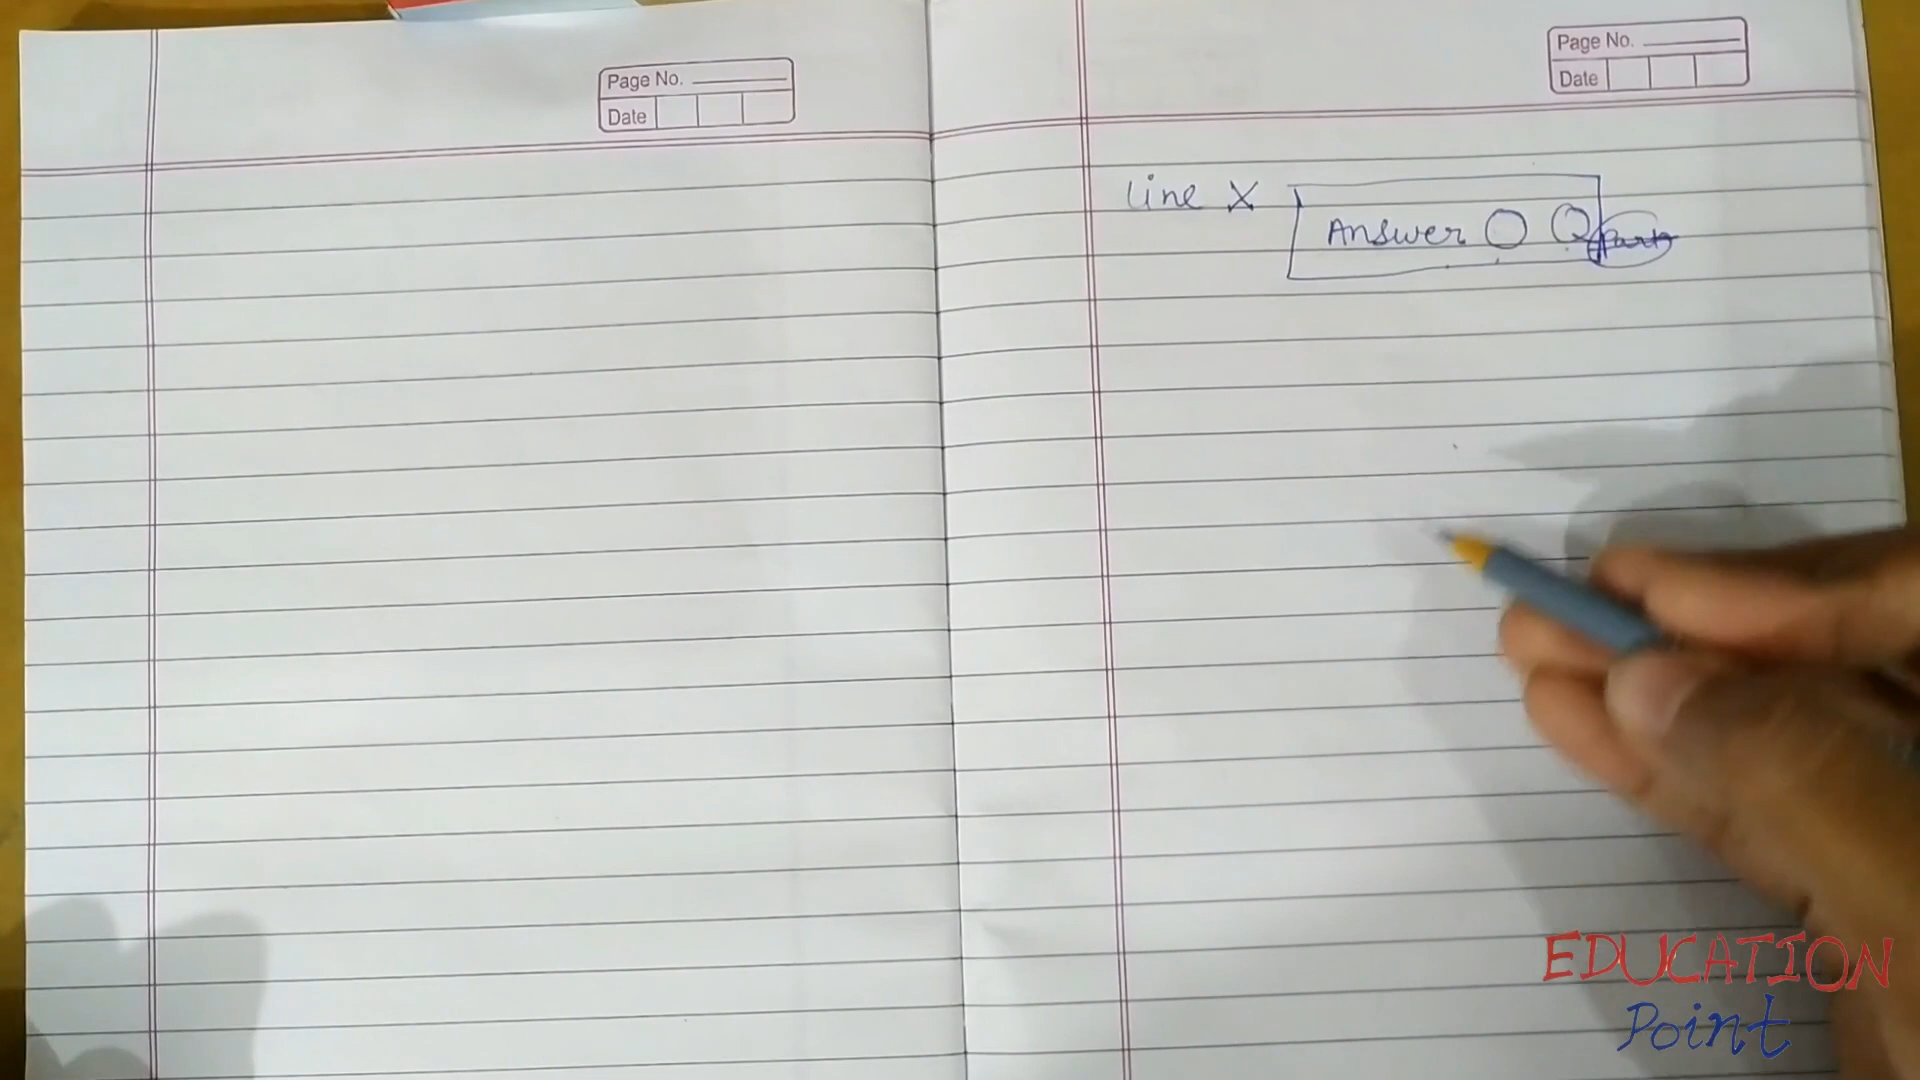 Page No.
Date
Page No.
Date
Line X
Answer
EDUCATION
Point